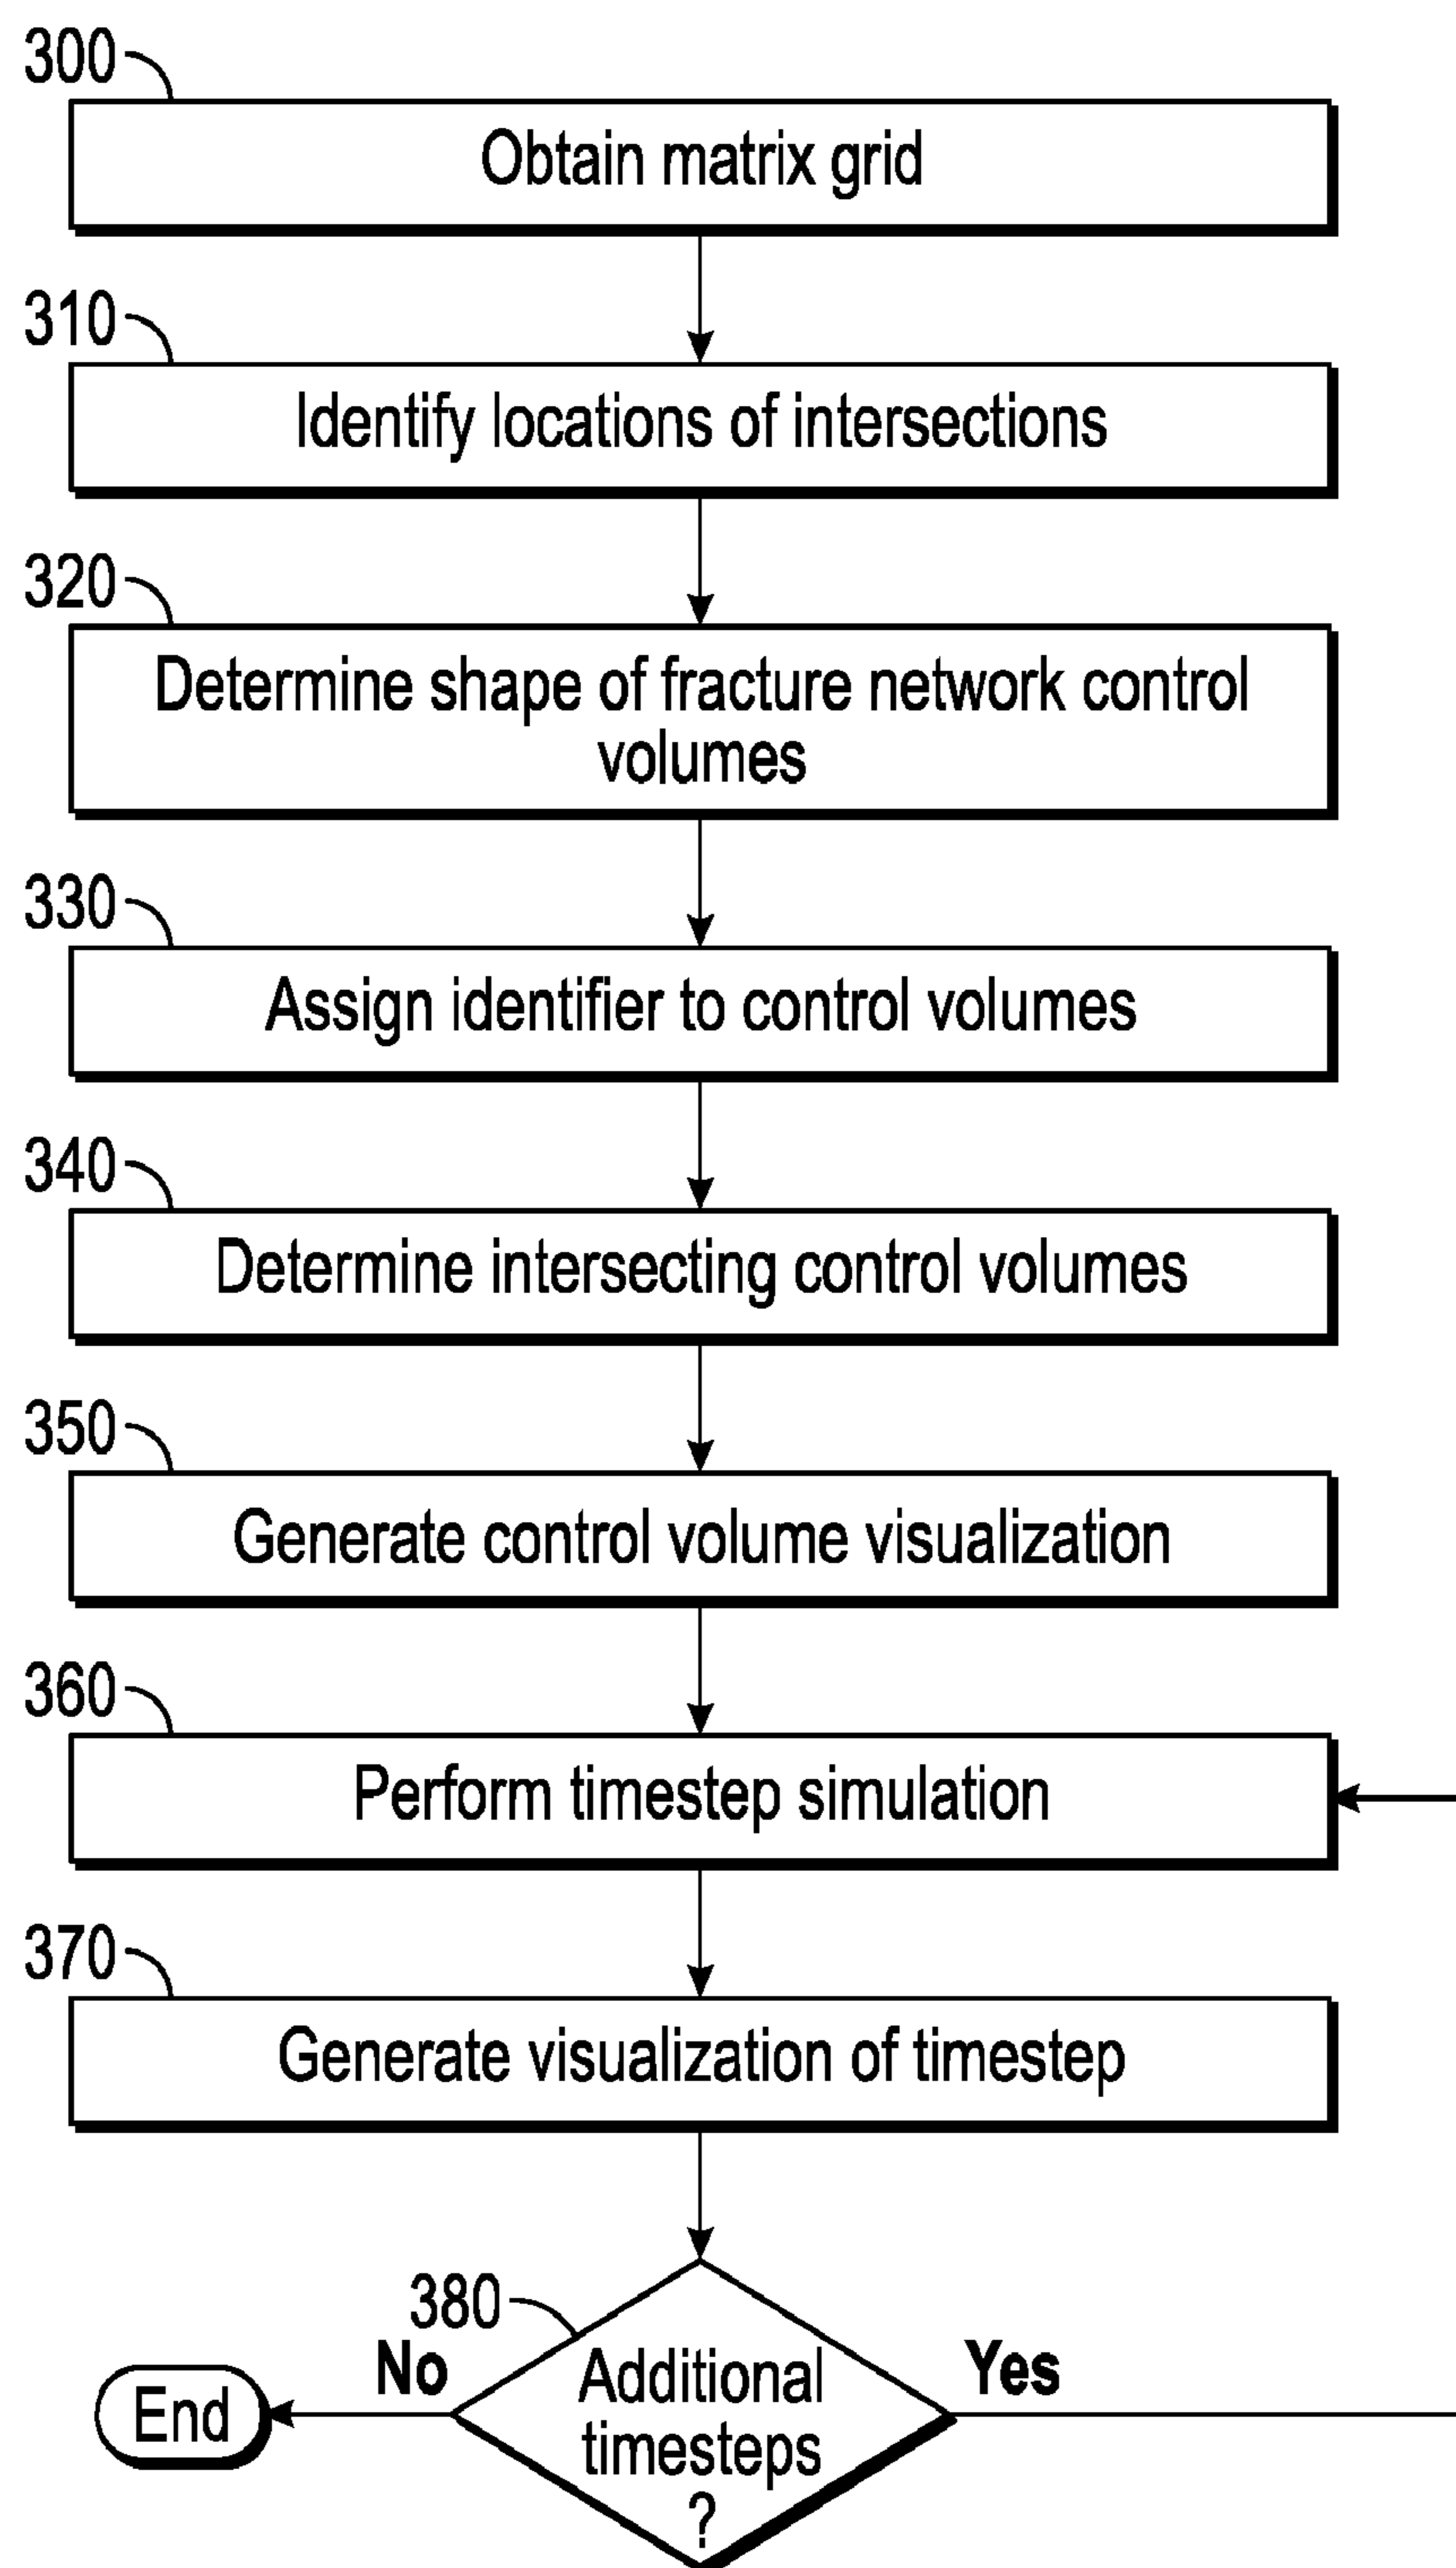 300
Obtain matrix grid
310
Identify locations of intersections
320
Determine shape of fracture network control
volumes
330
Assign identifier to control volumes
340
Determine intersecting control volumes
350
Generate control volume visualization
360
Perform timestep simulation
370
Generate visualization of timestep
380
No
Yes
End
Additional
timesteps
?